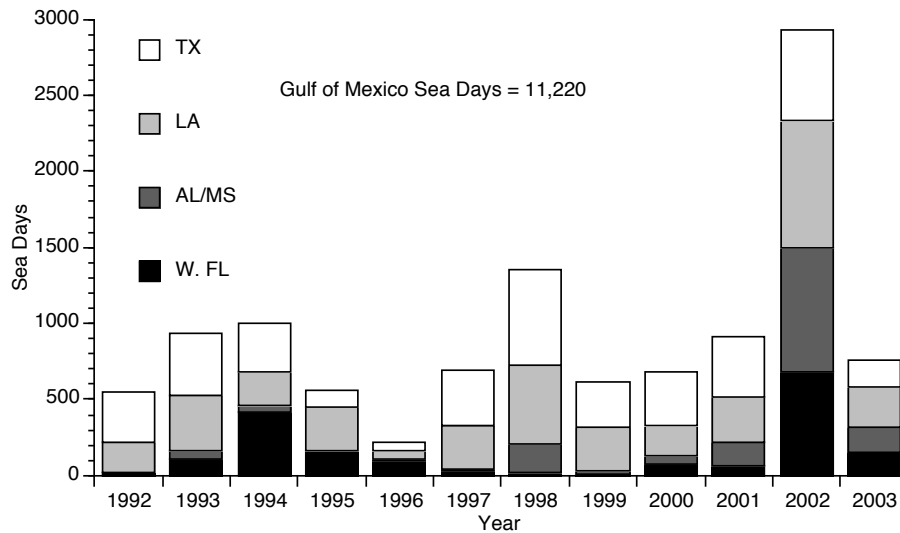 3000
2500
2000
1500
1000
500
0
Sea Days
TX
LA
AL/MS
W. FL
Gulf of Mexico Sea Days = 11,220
1992 1993 1994 1995 1996 1997 1998 1999 2000 2001 2002 2003
Year